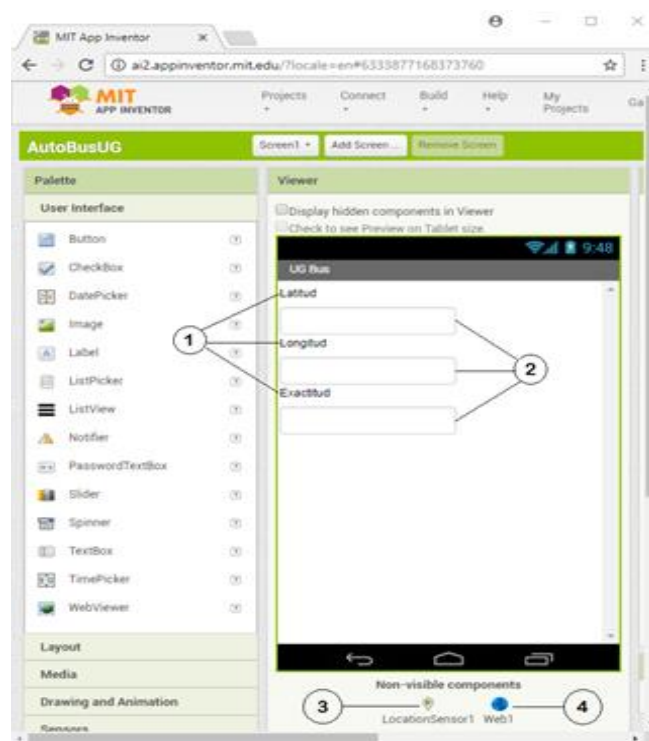 MIT App Inventor
ai2.appinventor.mit.edu/?locale=en#6333877168373760
MIT
APP INVENTOR
Projects Connect Build Help My Projects Ga
AutoBusUG Screen1 Add Screen ... Remove Screen
Palette Viewer
User Interface
Display hidden components in Viewer
Check to see Preview on Tablet size.
Button
CheckBox
DatePicker
Image
Label
ListPicker
ListView
Notifier
PasswordTextBox
Slider
Spinner
TextBox
TimePicker
WebViewer
Layout
Media
Drawing and Animation
Sensors
9:48
UG Bus
Latitud
Longitud
Exactitud
1
2
Non-visible components
3
4
LocationSensor1 Web1